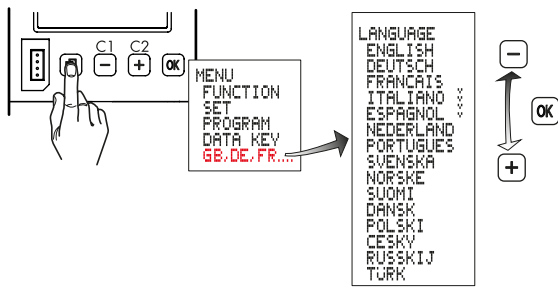 C1 C2
− + OK
MENU
FUNCTION
SET
PROGRAM
DATA KEY
GB,DE,FR....
LANGUAGE
ENGLISH
DEUTSCH
FRANCAIS
ITALIANO
ESPAGNOL
NEDERLAND
PORTUGUES
SVENSKA
NORSKE
SUOMI
DANSK
POLSKI
CESKY
RUSSKIJ
TURK
−
OK
+